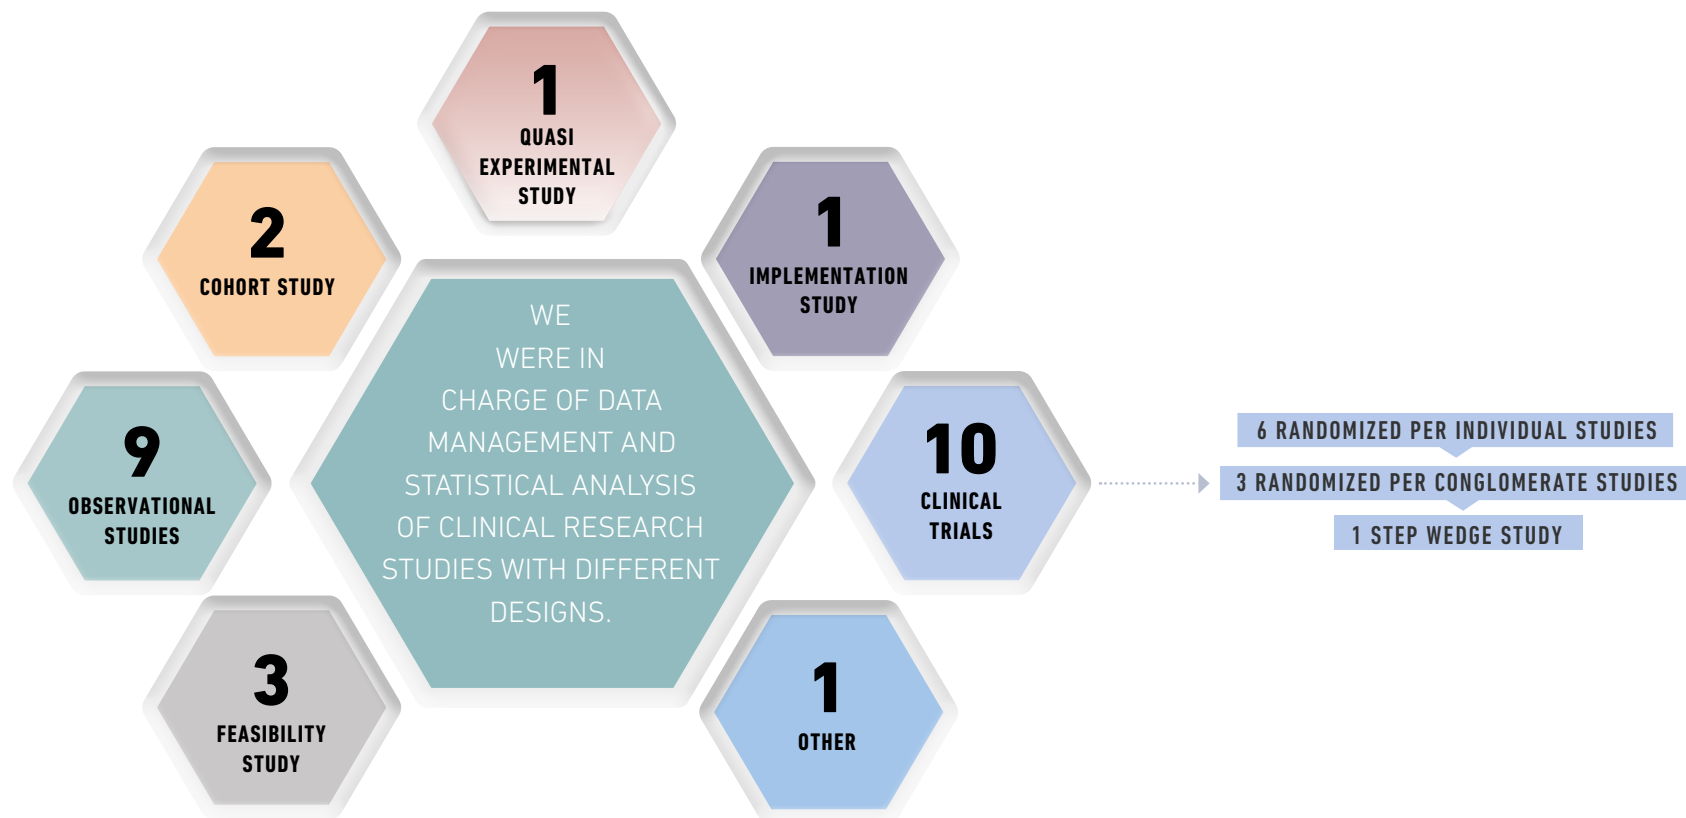 1
QUASI
EXPERIMENTAL
STUDY
2
COHORT STUDY
1
IMPLEMENTATION
STUDY
WE
WERE IN
CHARGE OF DATA
MANAGEMENT AND
STATISTICAL ANALYSIS
OF CLINICAL RESEARCH
STUDIES WITH DIFFERENT
DESIGNS.
9
OBSERVATIONAL
STUDIES
10
CLINICAL
TRIALS
6 RANDOMIZED PER INDIVIDUAL STUDIES
3 RANDOMIZED PER CONGLOMERATE STUDIES
1 STEP WEDGE STUDY
3
FEASIBILITY
STUDY
1
OTHER